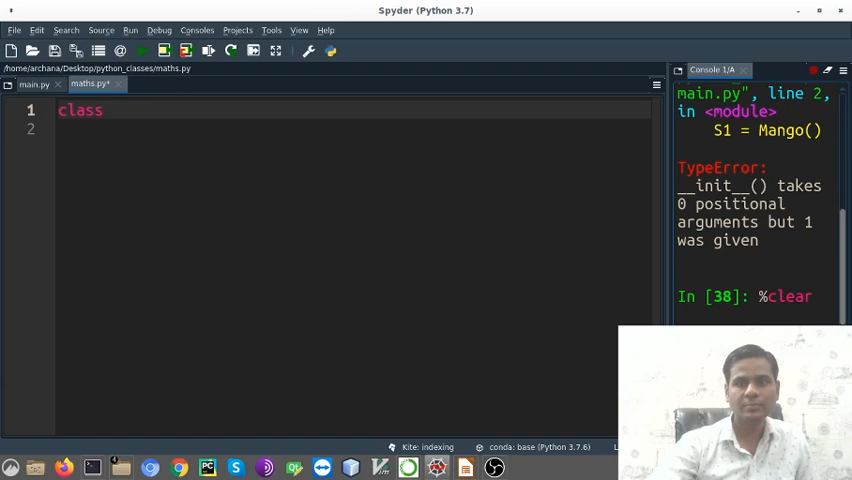 Spyder (Python 3.7)
File Edit Search Source Run Debug Consoles Projects Tools View Help
/home/archana/Desktop/python_classes/maths.py
main.py maths.py*
1 class
2
Console 1/A
main.py", line 2,
in <module>
S1 = Mango()
TypeError:
__init__() takes
0 positional
arguments but 1
was given
In [38]: %clear
Kite: indexing conda: base (Python 3.7.6)